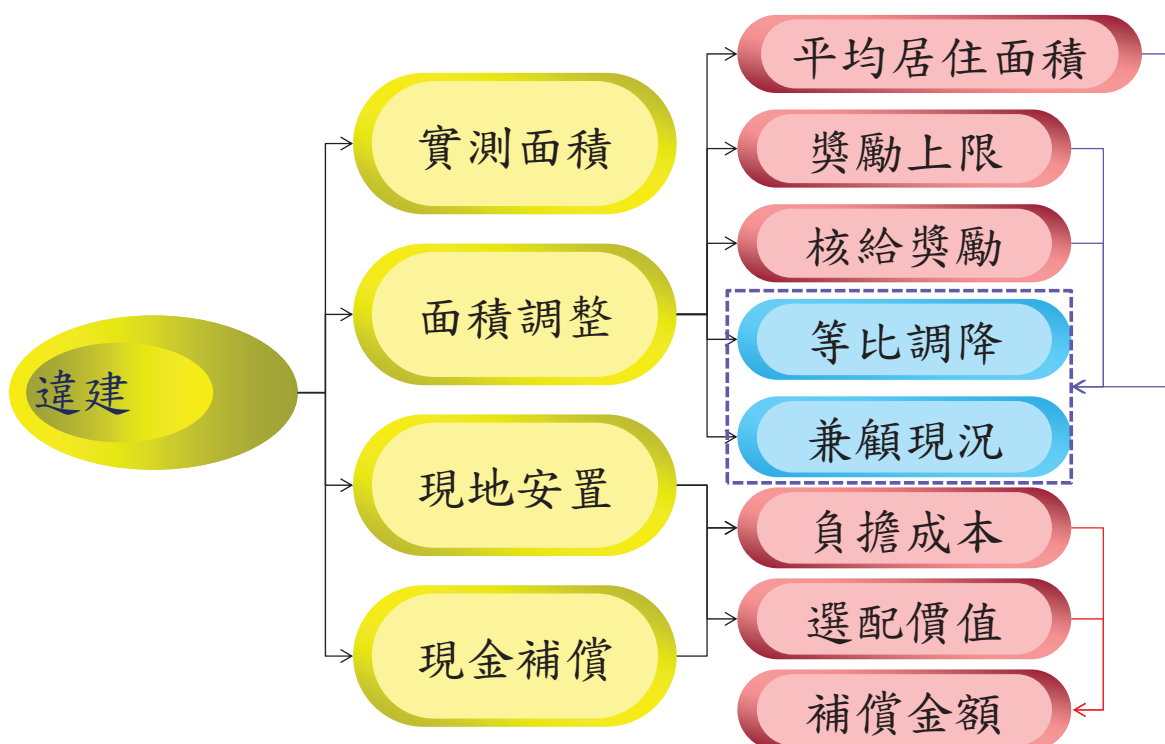 違建
實測面積
面積調整
現地安置
現金補償
平均居住面積
獎勵上限
核給獎勵
等比調降
兼顧現況
負擔成本
選配價值
補償金額